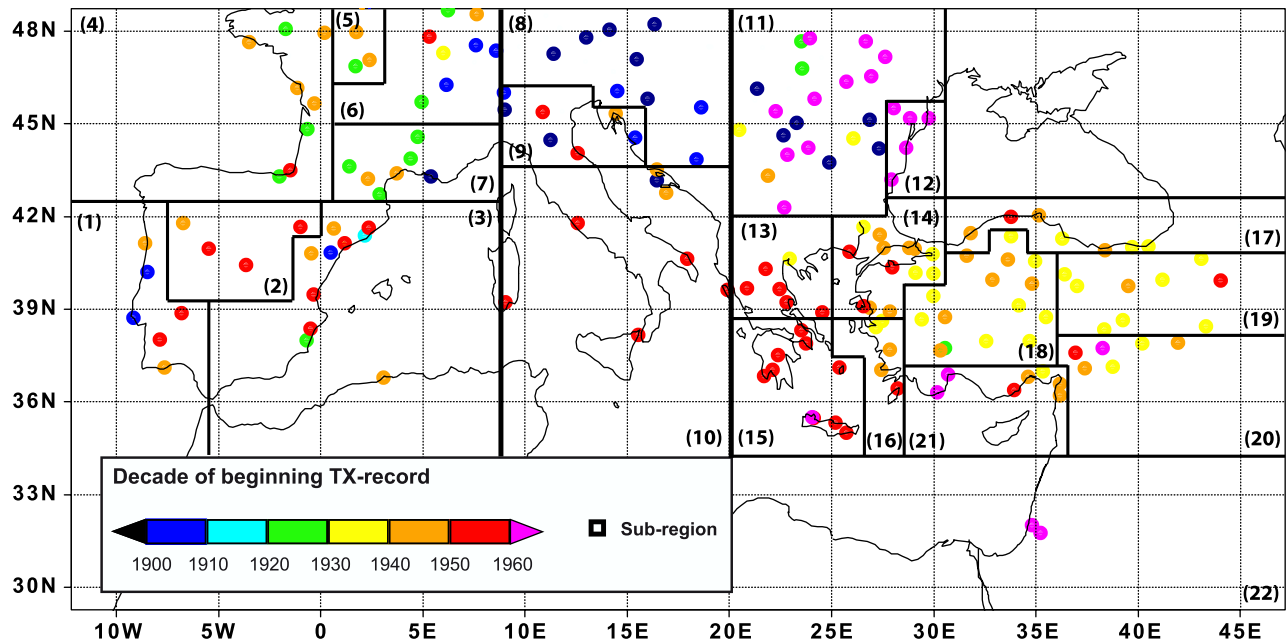 48N
45N
42N
39N
36N
33N
30N
(4)
(5)
(8)
(11)
(6)
(9)
(7)
(12)
(1)
(3)
(13)
(14)
(17)
(2)
(19)
(18)
(10)
(15)
(16)
(21)
(20)
(22)
Decade of beginning TX-record
1900 1910 1920 1930 1940 1950 1960
Sub-region
10W 5W 0 5E 10E 15E 20E 25E 30E 35E 40E 45E